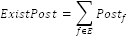 ExistPost = ∑_{f∈E} Post_f